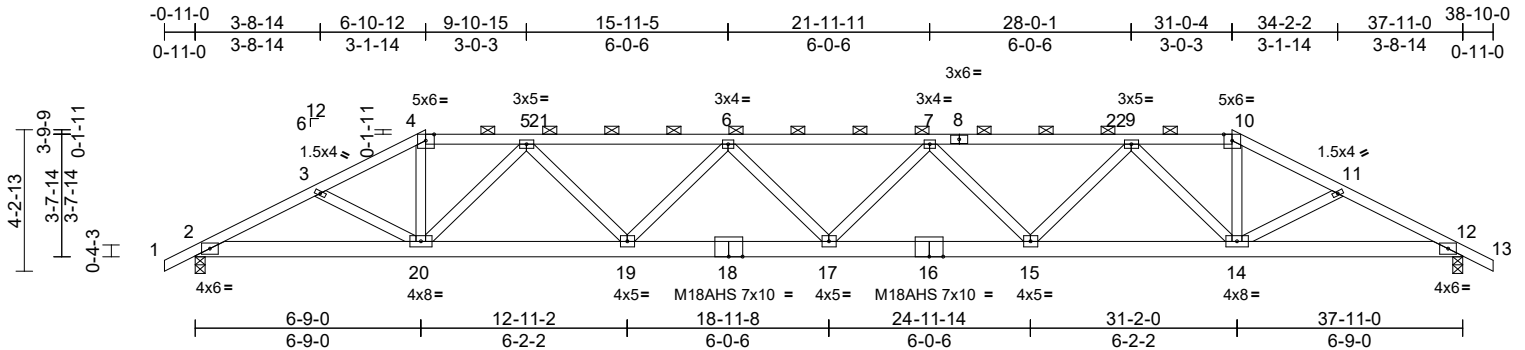 -0-11-0 3-8-14 6-10-12 9-10-15 15-11-5 21-11-11 28-0-1 31-0-4 34-2-2 37-11-0 38-10-0
0-11-0 3-8-14 3-1-14 3-0-3 6-0-6 6-0-6 6-0-6 3-0-3 3-1-14 3-8-14 0-11-0
3x6=
5x6= 3x5= 3x4= 3x4= 3x5= 5x6=
12
6
4 5 21 6 7 8 22 9 10
0-1-11
1.5x4 1.5x4
3 11
4-2-13
3-9-9
3-7-14
3-7-14
0-1-11
0-4-3
1 2 12 13
20 19 18 17 16 15 14
4x6= 4x8= 4x5= M18AHS 7x10 = 4x5= M18AHS 7x10 = 4x5= 4x8= 4x6=
6-9-0 12-11-2 18-11-8 24-11-14 31-2-0 37-11-0
6-9-0 6-2-2 6-0-6 6-0-6 6-2-2 6-9-0